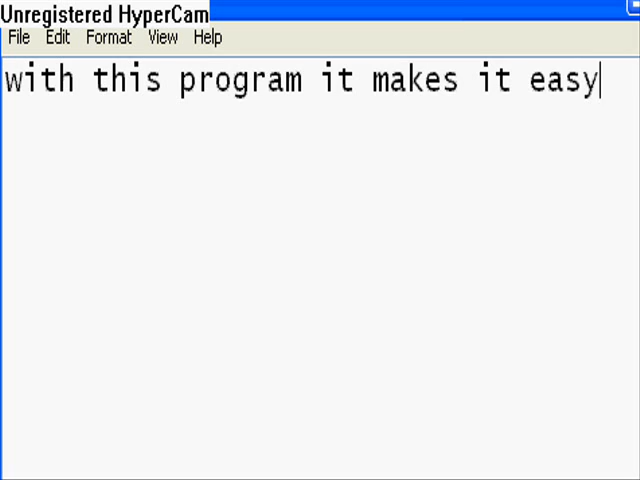 Unregistered HyperCam
File Edit Format View Help
with this program it makes it easy